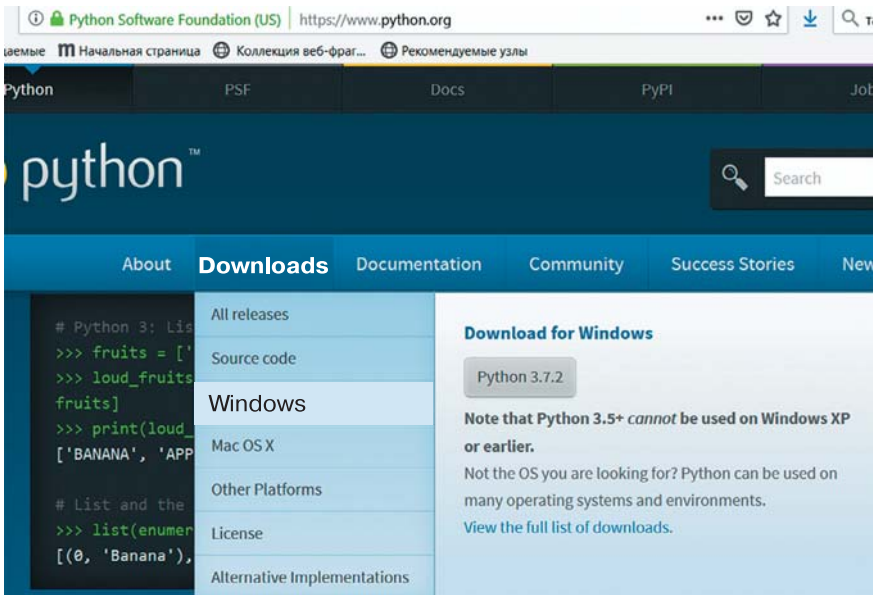 Python Software Foundation (US) https://www.python.org
Начальная страница Коллекция веб-фраг... Рекомендуемые узлы
Python PSF Docs PyPI
python™
Search
About Downloads Documentation Community Success Stories
All releases
Source code
Windows
Mac OS X
Other Platforms
License
Alternative Implementations
Download for Windows
Python 3.7.2
Note that Python 3.5+ cannot be used on Windows XP
or earlier.
Not the OS you are looking for? Python can be used on
many operating systems and environments.
View the full list of downloads.
# Python 3: Lis
>>> fruits = ['
>>> loud_fruits
fruits]
>>> print(loud_
['BANANA', 'APP
# List and the
>>> list(enumer
[(0, 'Banana'),